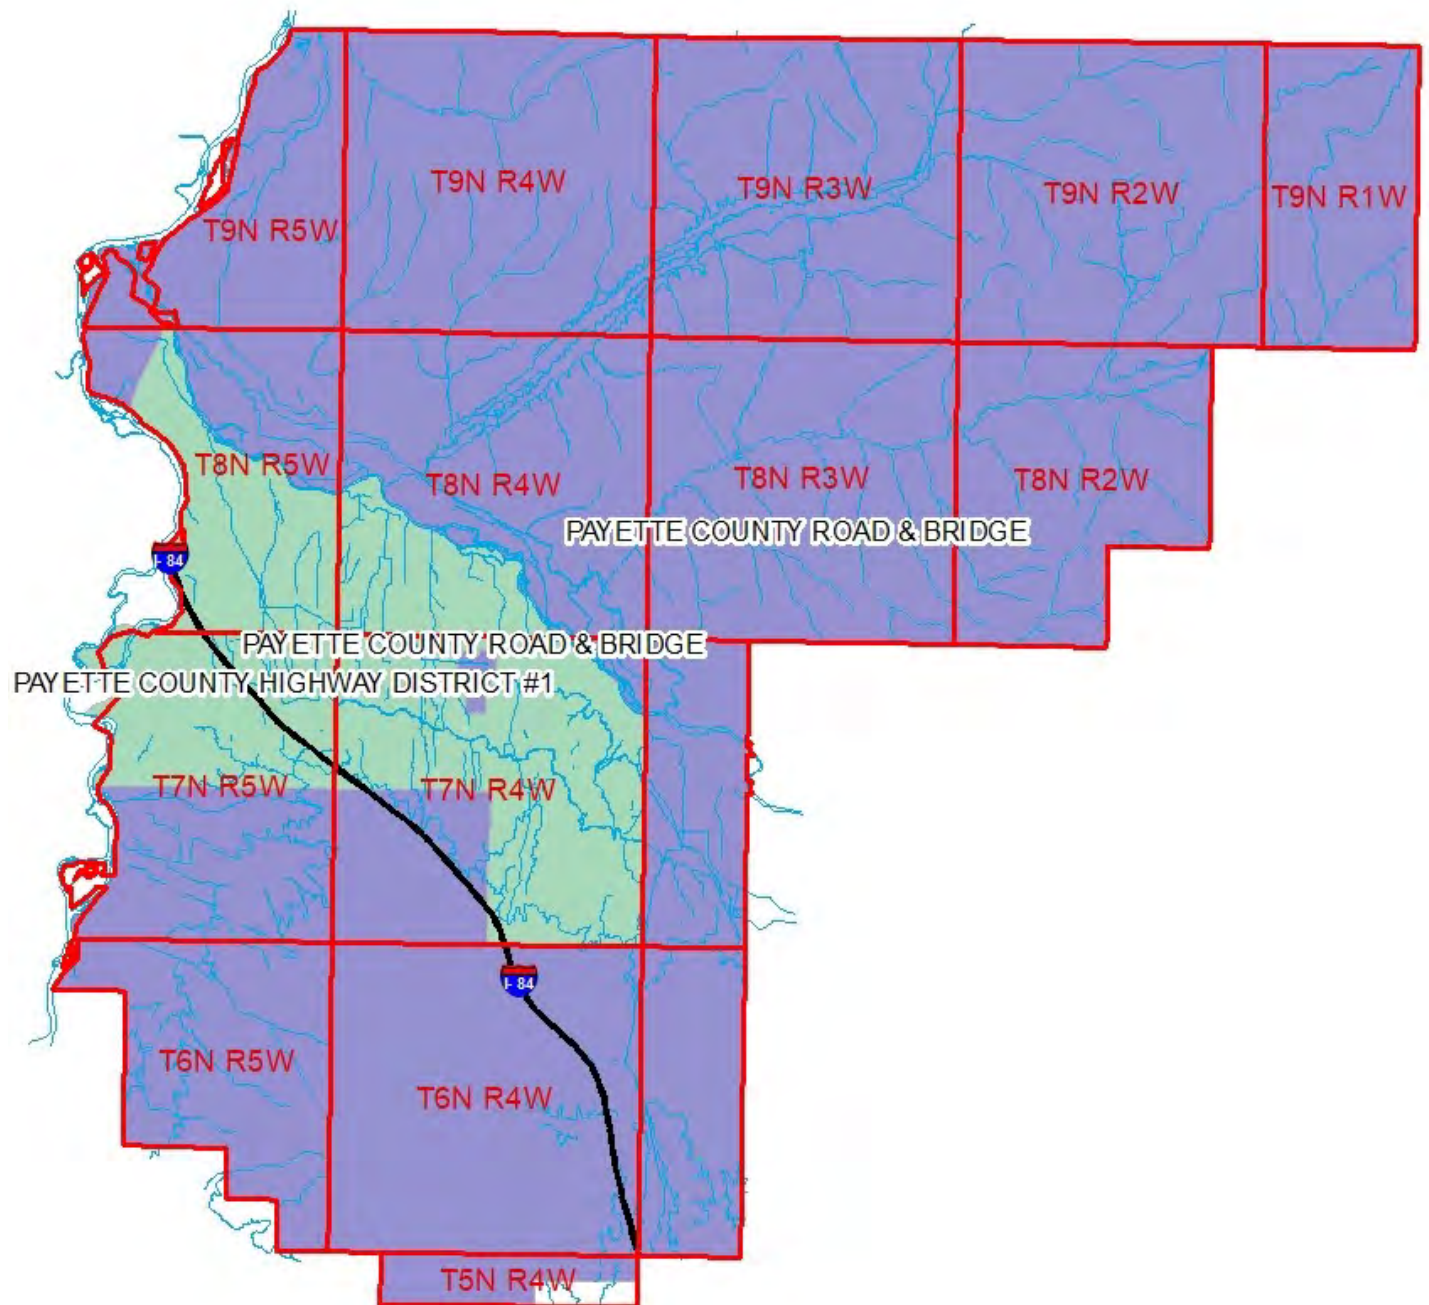 T9N R4W
T9N R3W
T9N R2W
T9N R1W
T9N R5W
T8N R5W
T8N R4W
T8N R3W
T8N R2W
PAYETTE COUNTY ROAD & BRIDGE
I-84
PAYETTE COUNTY ROAD & BRIDGE
PAYETTE COUNTY HIGHWAY DISTRICT #1
T7N R5W
T7N R4W
I-84
T6N R5W
T6N R4W
T5N R4W